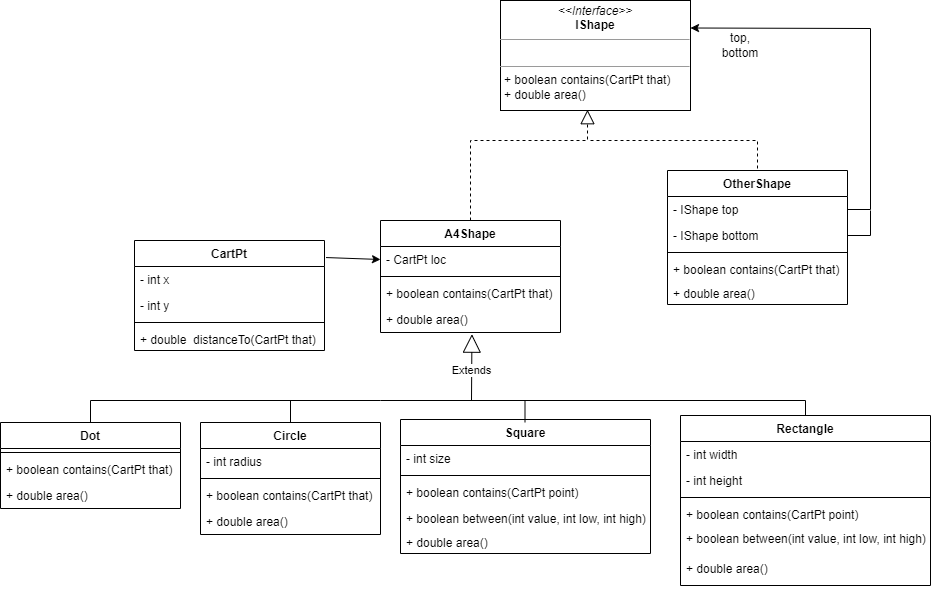 <<Interface>>
IShape
+ boolean contains(CartPt that)
+ double area()
top,
bottom
OtherShape
- IShape top
- IShape bottom
+ boolean contains(CartPt that)
+ double area()
A4Shape
- CartPt loc
+ boolean contains(CartPt that)
+ double area()
CartPt
- int x
- int y
+ double  distanceTo(CartPt that)
Extends
Dot
+ boolean contains(CartPt that)
+ double area()
Circle
- int radius
+ boolean contains(CartPt that)
+ double area()
Square
- int size
+ boolean contains(CartPt point)
+ boolean between(int value, int low, int high)
+ double area()
Rectangle
- int width
- int height
+ boolean contains(CartPt point)
+ boolean between(int value, int low, int high)
+ double area()